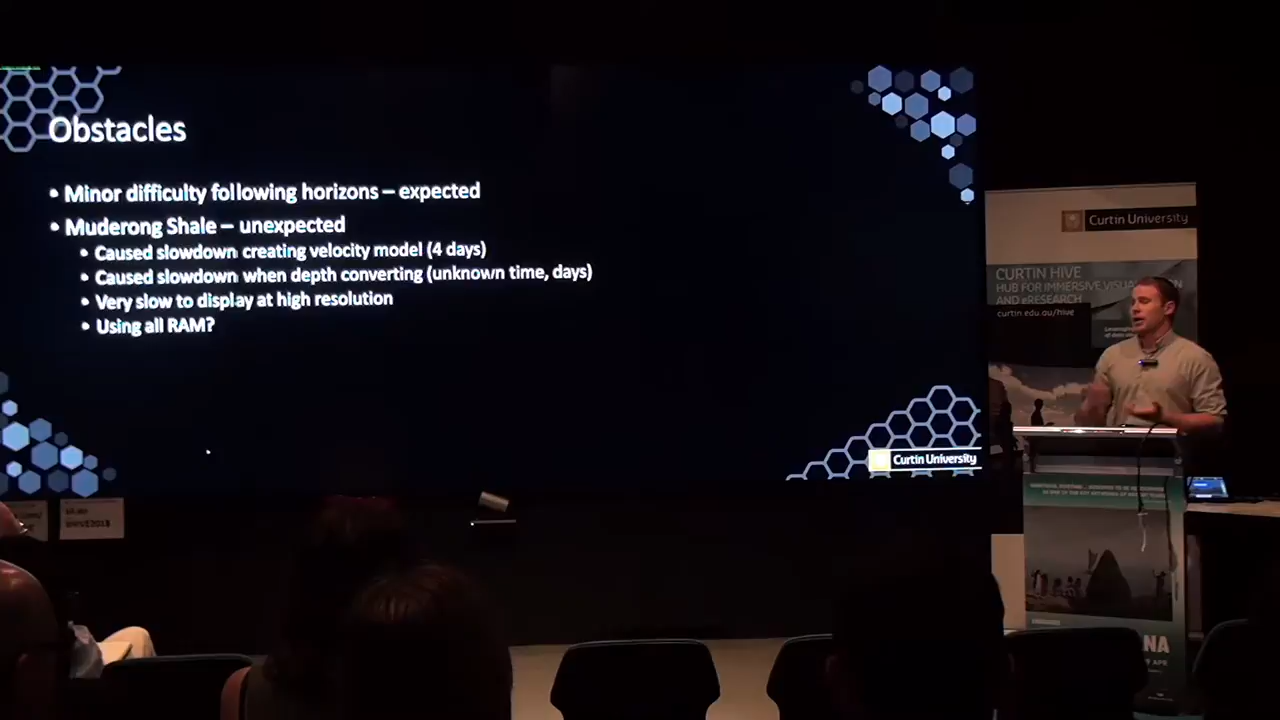 Obstacles
• Minor difficulty following horizons – expected
• Muderong Shale – unexpected
• Caused slowdown creating velocity model (4 days)
• Caused slowdown when depth converting (unknown time, days)
• Very slow to display at high resolution
• Using all RAM?
Curtin University
Curtin University
CURTIN HIVE
HUB FOR IMMERSIVE
AND eRESEARCH
curtin.edu.au/hive